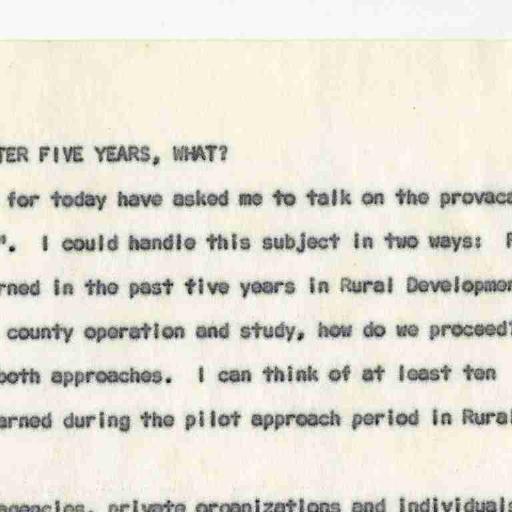 TER FIVE YEARS, WHAT?
for today have asked me to talk on the provaca
". I could handle this subject in two ways:
rned in the past five years in Rural Developmen
county operation and study, how do we proceed?
both approaches. I can think of at least ten
arned during the pilot approach period in Rural
agencies, private organizations and individuals